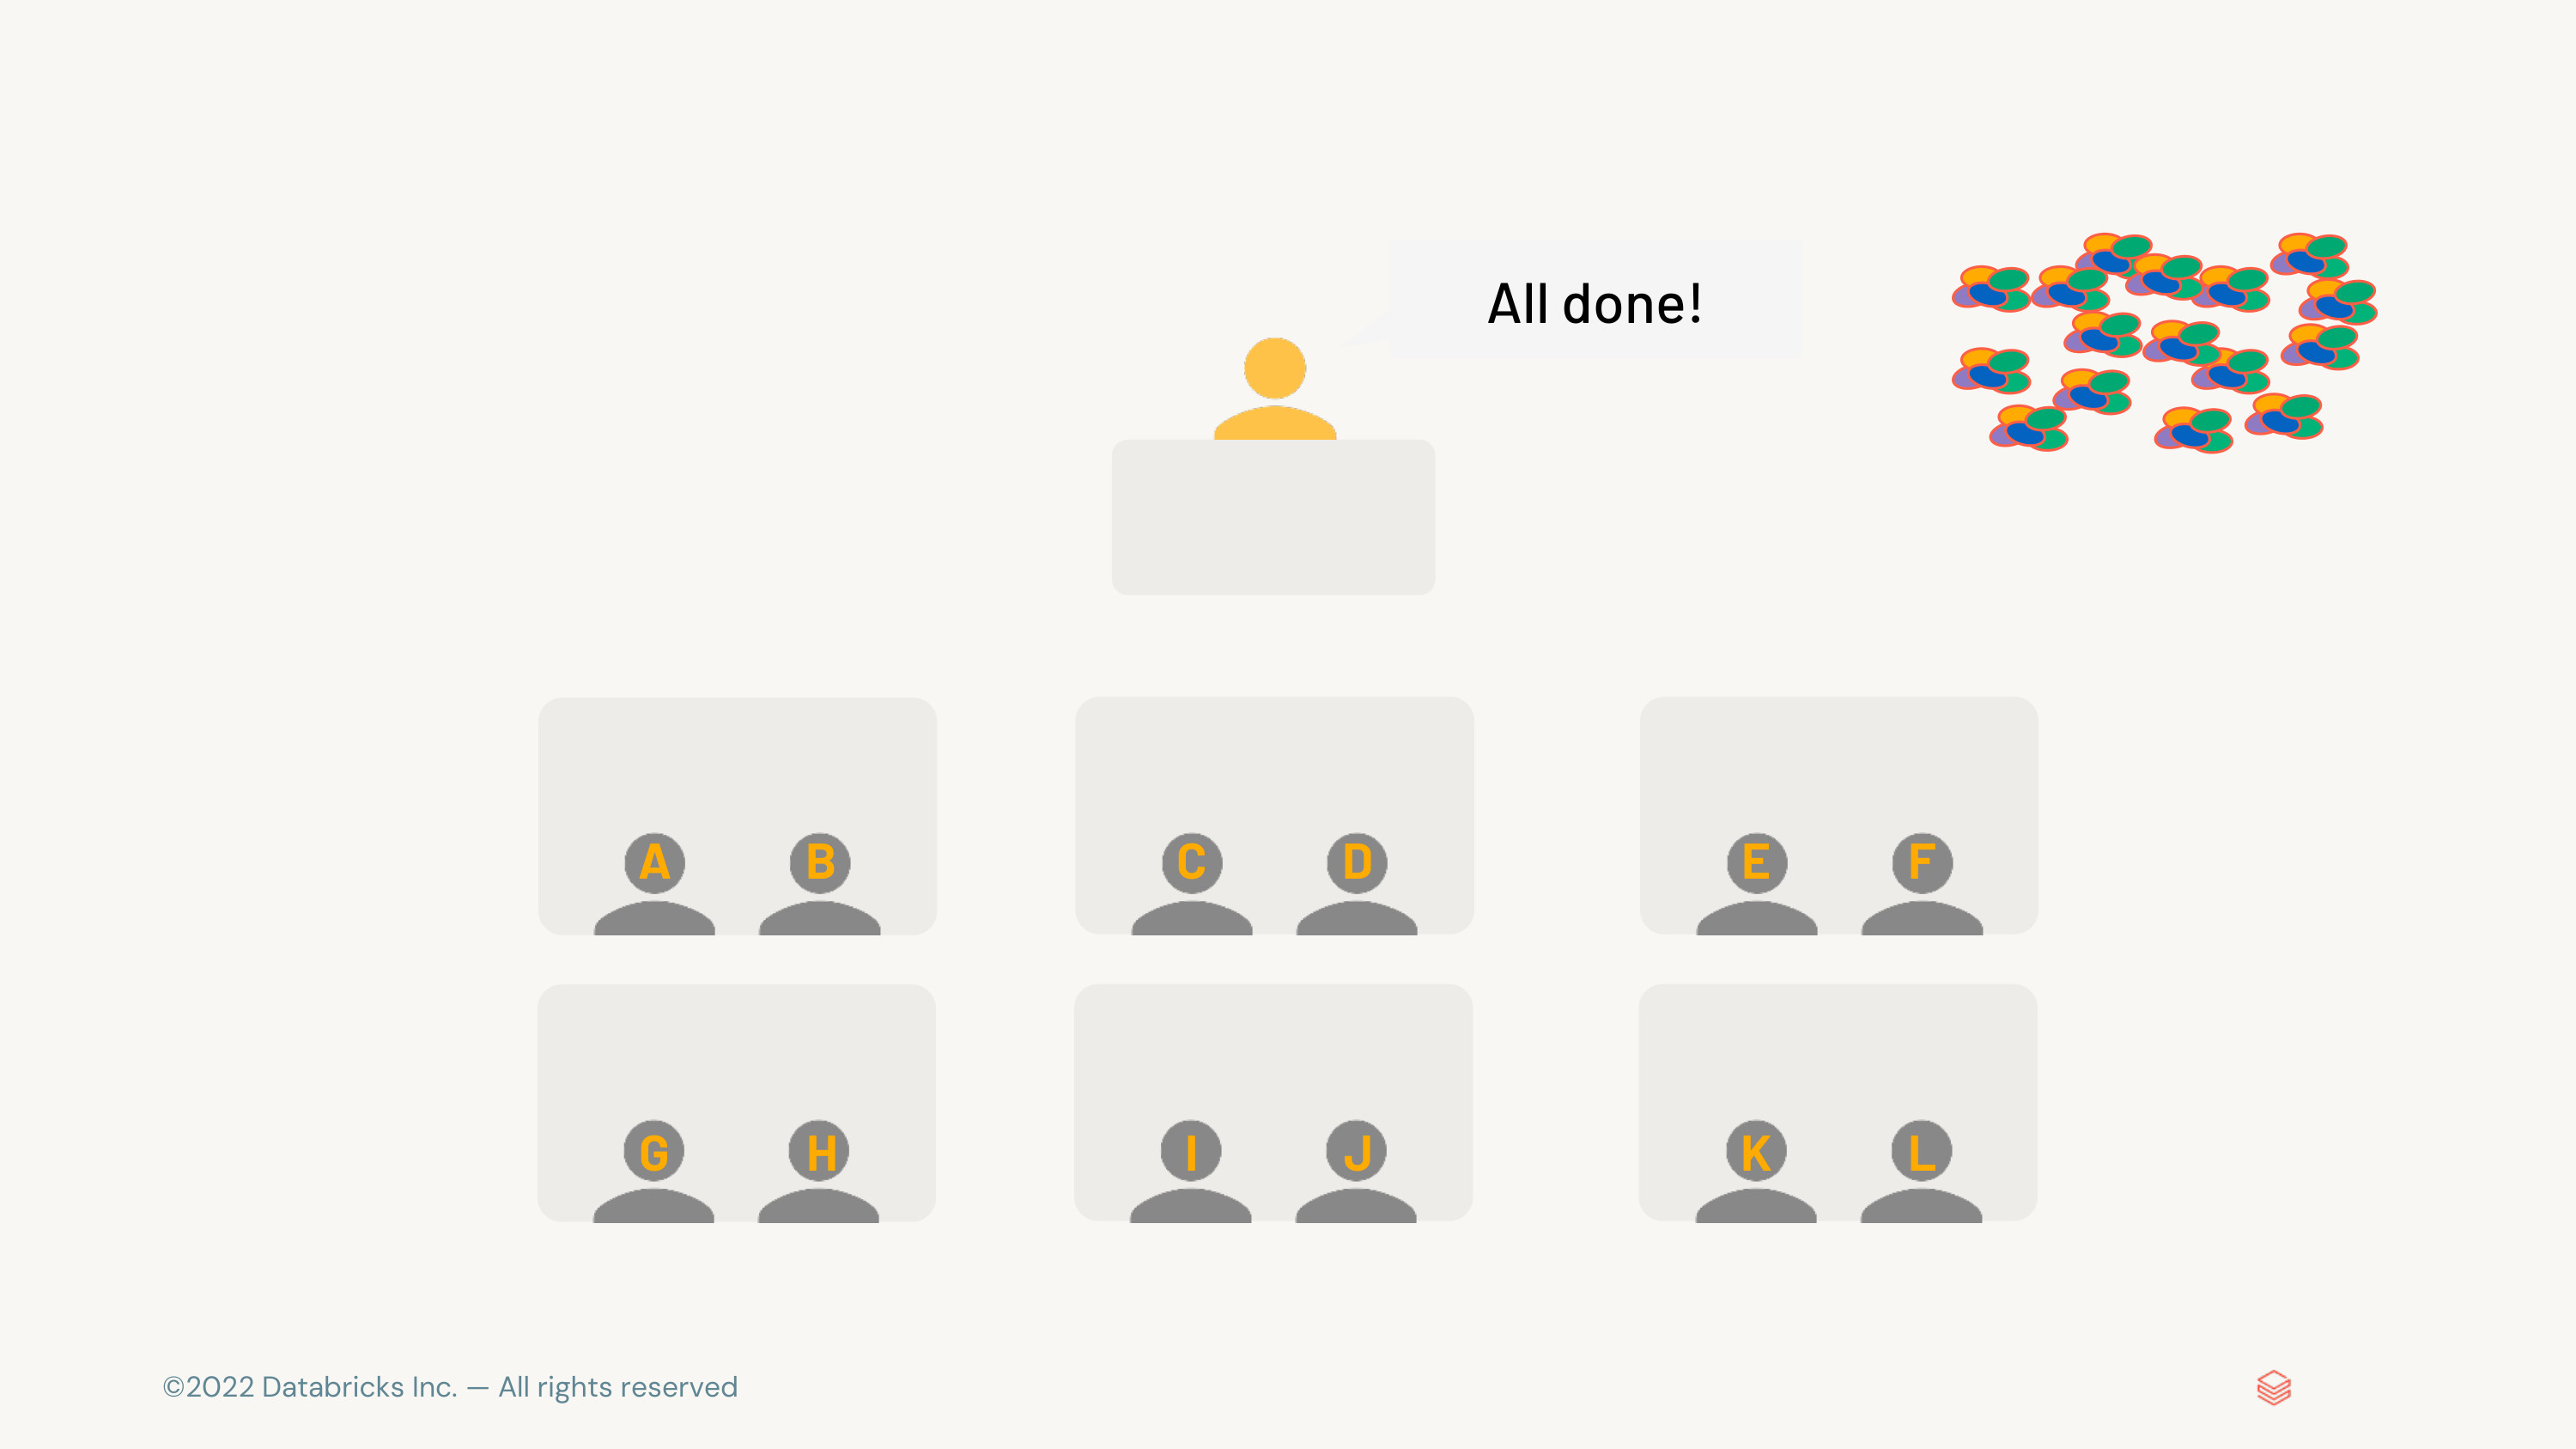 All done!
A B C D E F
G H I J K L
©2022 Databricks Inc. — All rights reserved